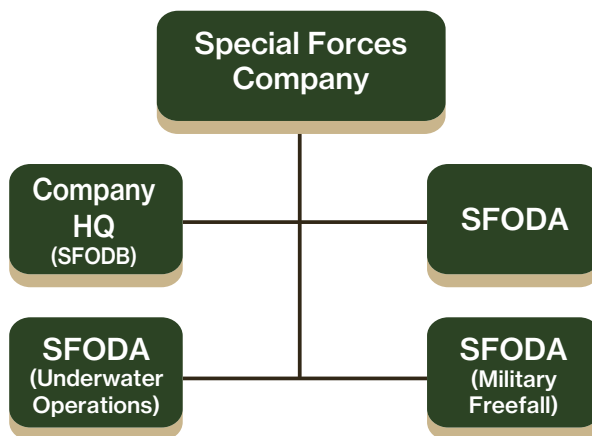 Special Forces
Company
Company
HQ
(SFODB)
SFODA
SFODA
(Underwater
Operations)
SFODA
(Military
Freefall)